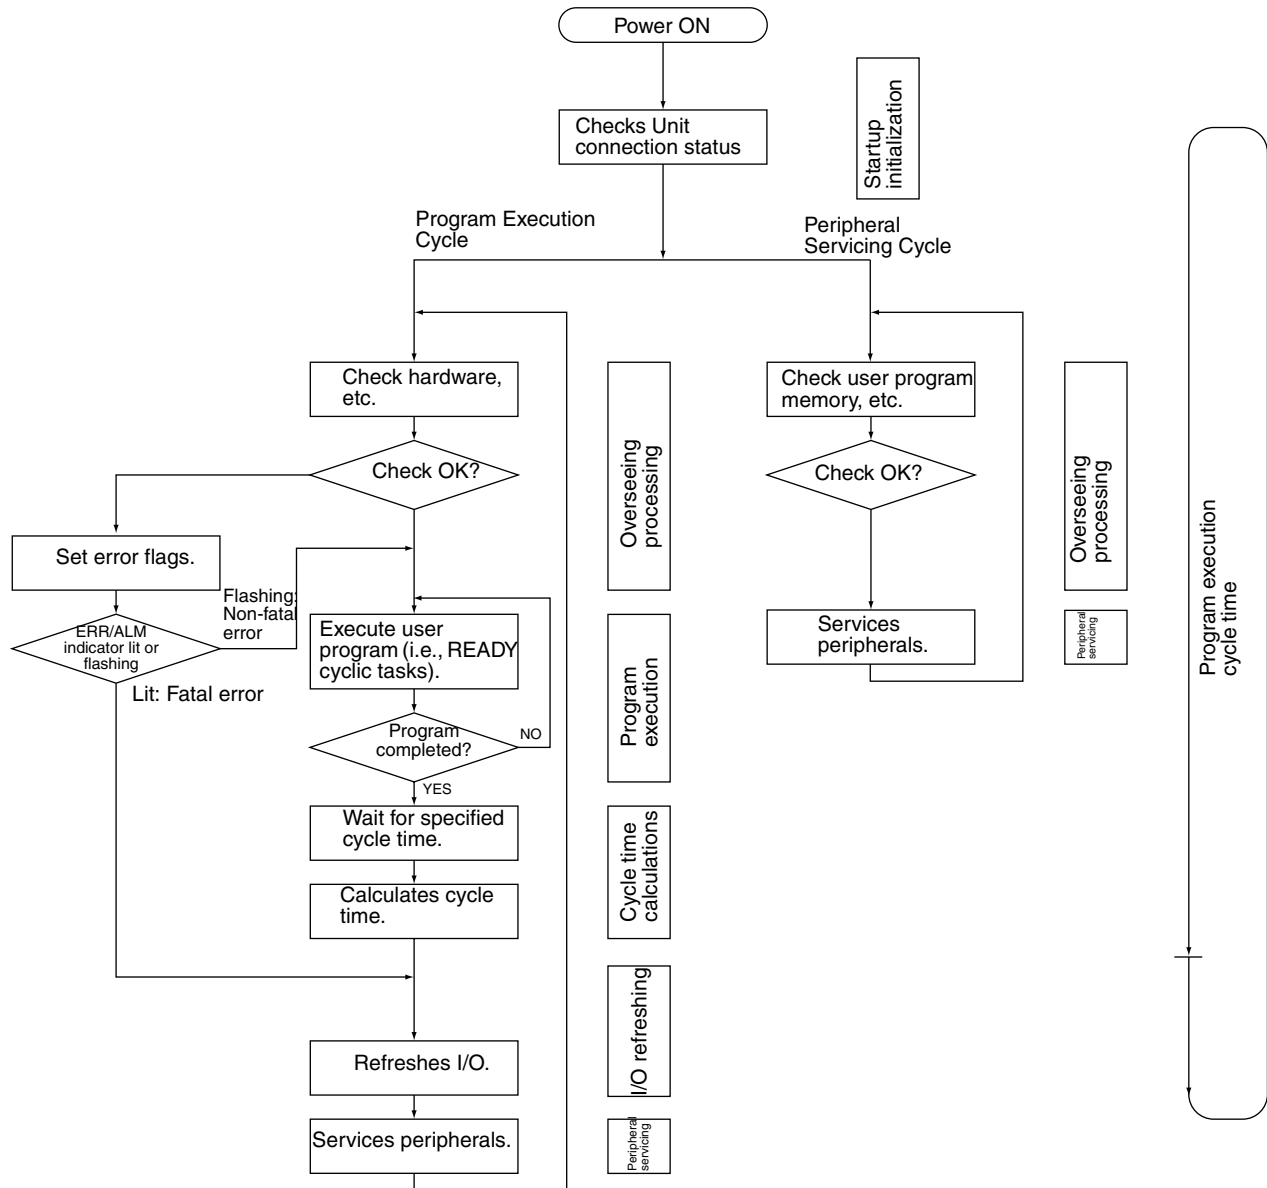 Power ON
Checks Unit
connection status
Startup
initialization
Program Execution
Cycle
Peripheral
Servicing Cycle
Check hardware,
etc.
Check OK?
Set error flags.
Flashing:
Non-fatal
error
ERR/ALM
indicator lit or
flashing
Lit: Fatal error
Execute user
program (i.e., READY
cyclic tasks).
Program
completed?
NO
YES
Wait for specified
cycle time.
Calculates cycle
time.
Refreshes I/O.
Services peripherals.
Overseeing
processing
Program
execution
Cycle time
calculations
I/O refreshing
Peripheral
servicing
Check user program
memory, etc.
Check OK?
Services
peripherals.
Overseeing
processing
Peripheral
servicing
Program execution
cycle time